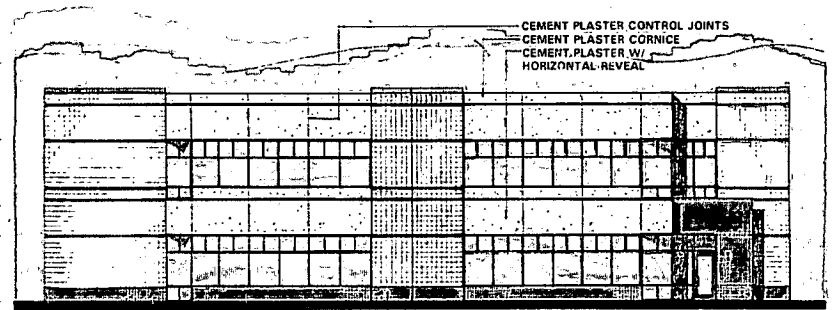 CEMENT PLASTER CONTROL JOINTS
CEMENT PLASTER CORNICE
CEMENT PLASTER W/
HORIZONTAL REVEAL